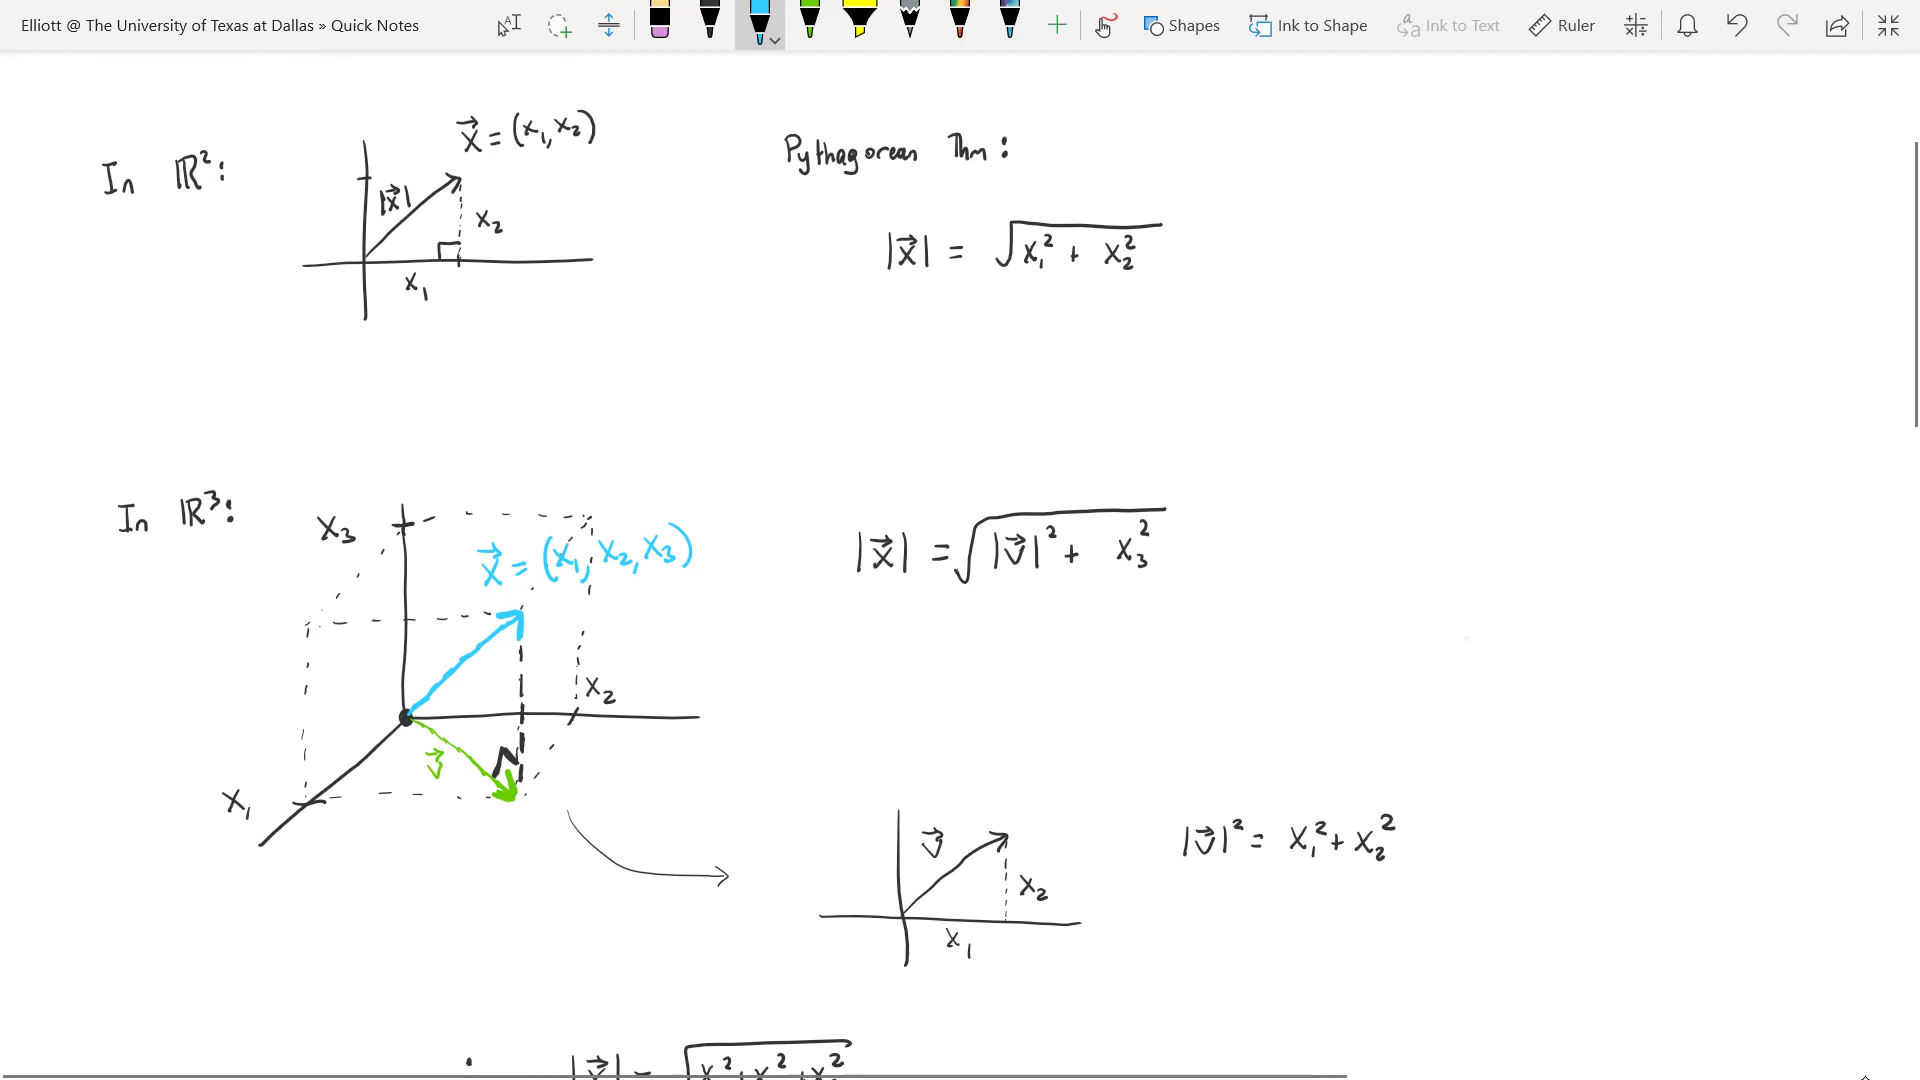 Elliott @ The University of Texas at Dallas » Quick Notes
Shapes
Ink to Shape
Ink to Text
Ruler
In ℝ²:
x⃗ = (x₁, x₂)
|x⃗|
x₂
x₁
Pythagorean Thm:
|x⃗| = √(x₁² + x₂²)
In ℝ³:
x₃
x⃗ = (x₁, x₂, x₃)
x₂
v⃗
x₁
|x⃗| = √(|v⃗|² + x₃²)
v⃗
x₂
x₁
|v⃗|² = x₁² + x₂²